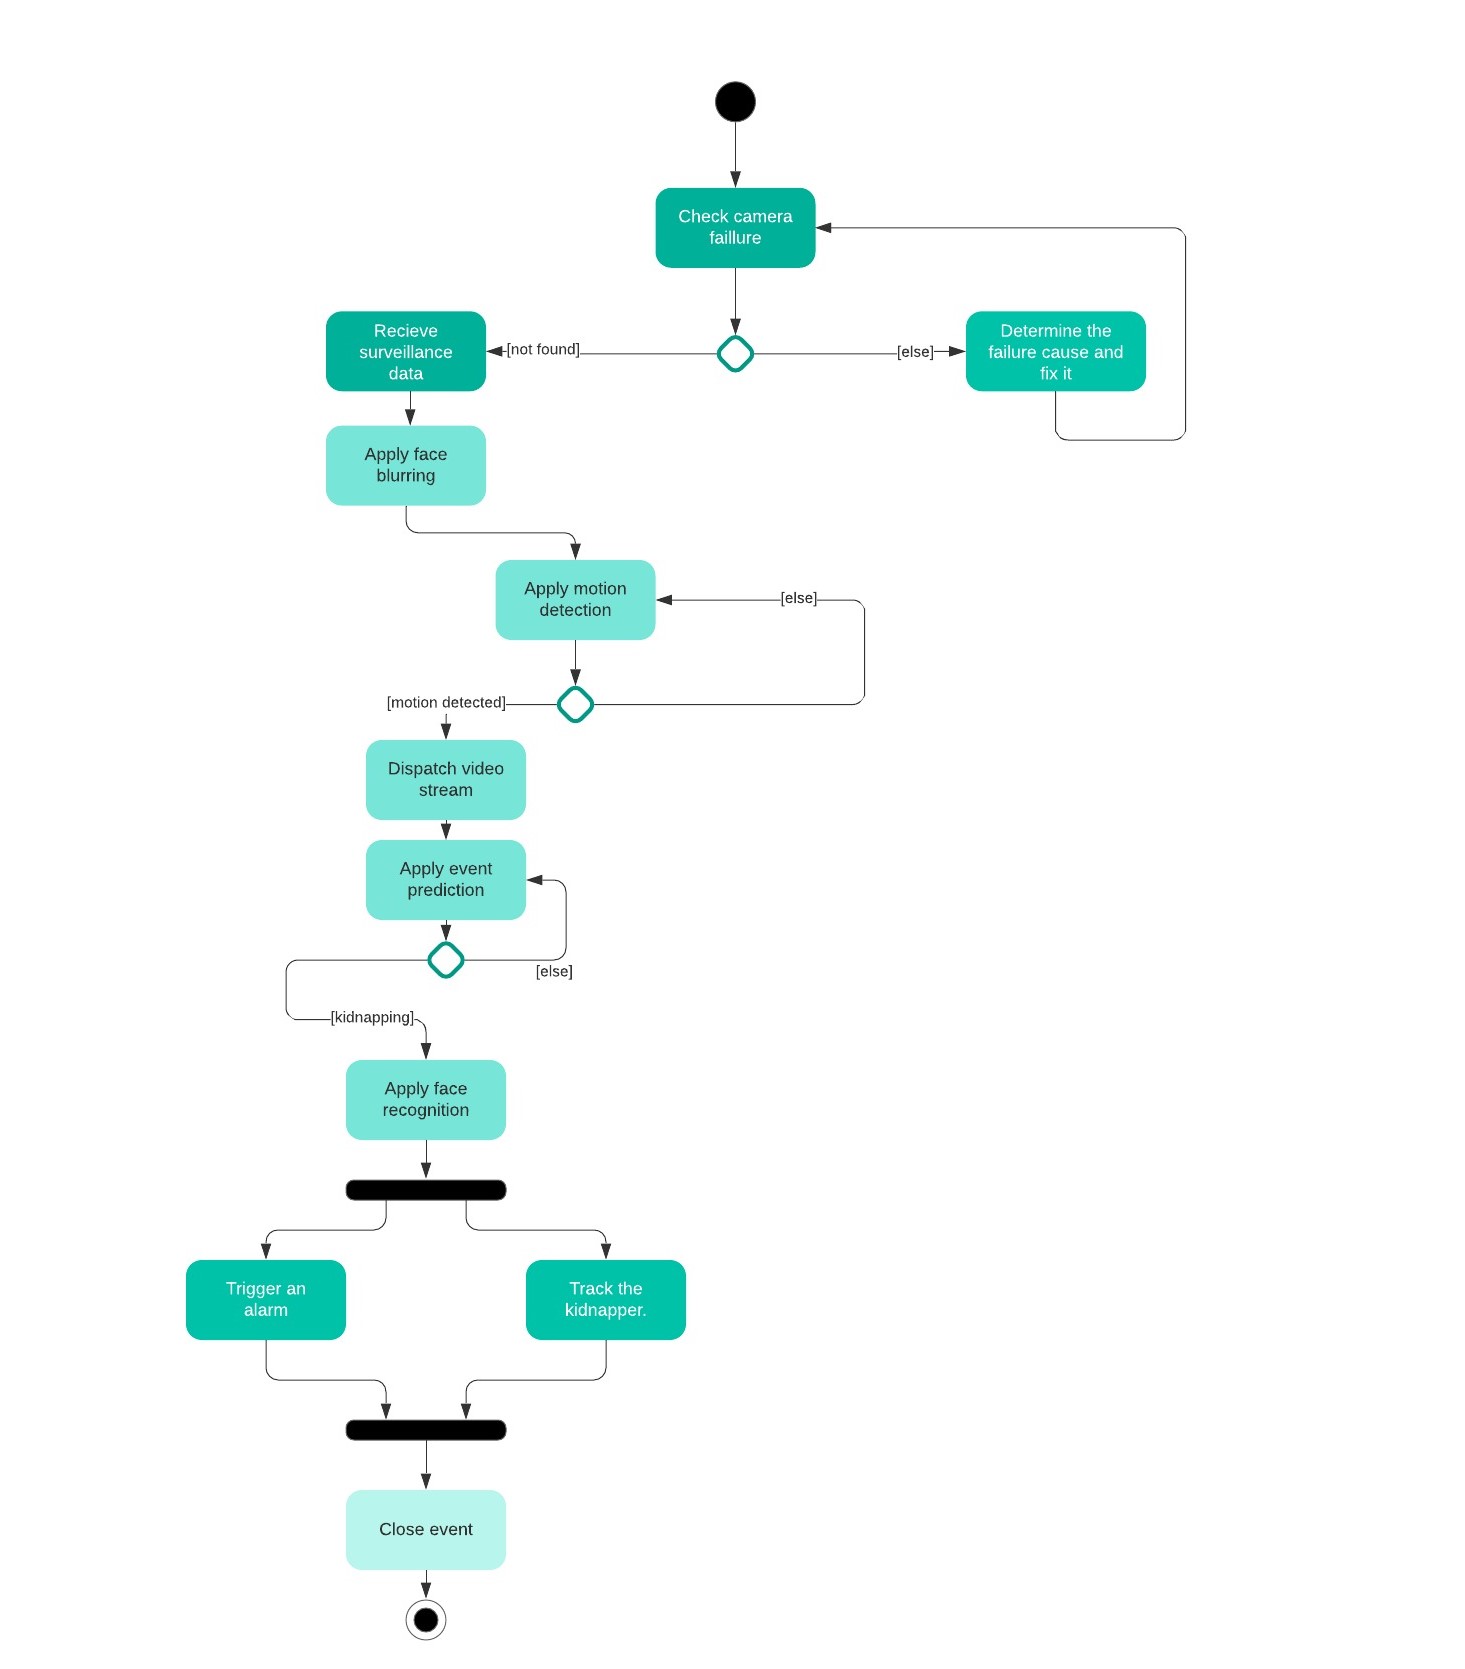 Check camera
faillure
Recieve
surveillance
data
[not found]
[else]
Determine the
failure cause and
fix it
Apply face
blurring
Apply motion
detection
[else]
[motion detected]
Dispatch video
stream
Apply event
prediction
[else]
[kidnapping]
Apply face
recognition
Trigger an
alarm
Track the
kidnapper.
Close event